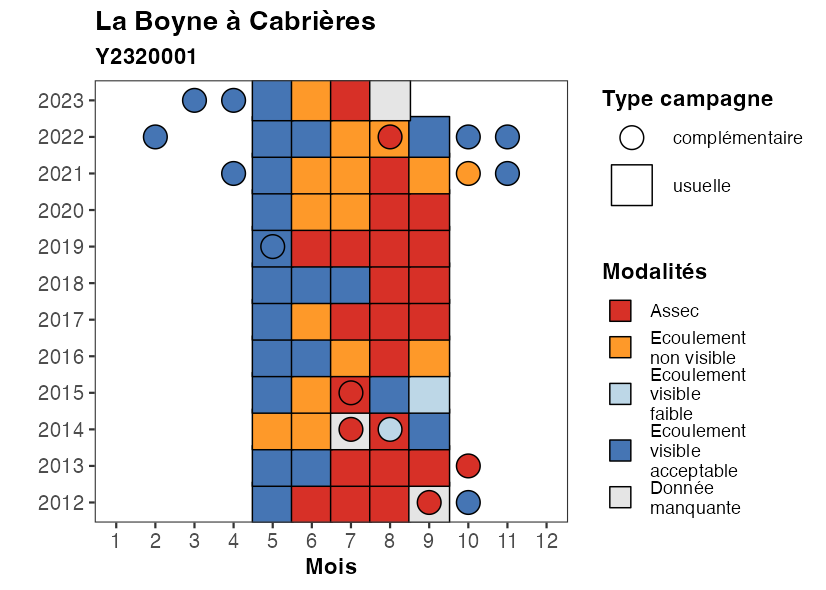 La Boyne à Cabrières
Y2320001
2023
2022
2021
2020
2019
2018
2017
2016
2015
2014
2013
2012
1 2 3 4 5 6 7 8 9 10 11 12
Mois
Type campagne
complémentaire
usuelle
Modalités
Assec
Ecoulement
non visible
Ecoulement
visible
faible
Ecoulement
visible
acceptable
Donnée
manquante